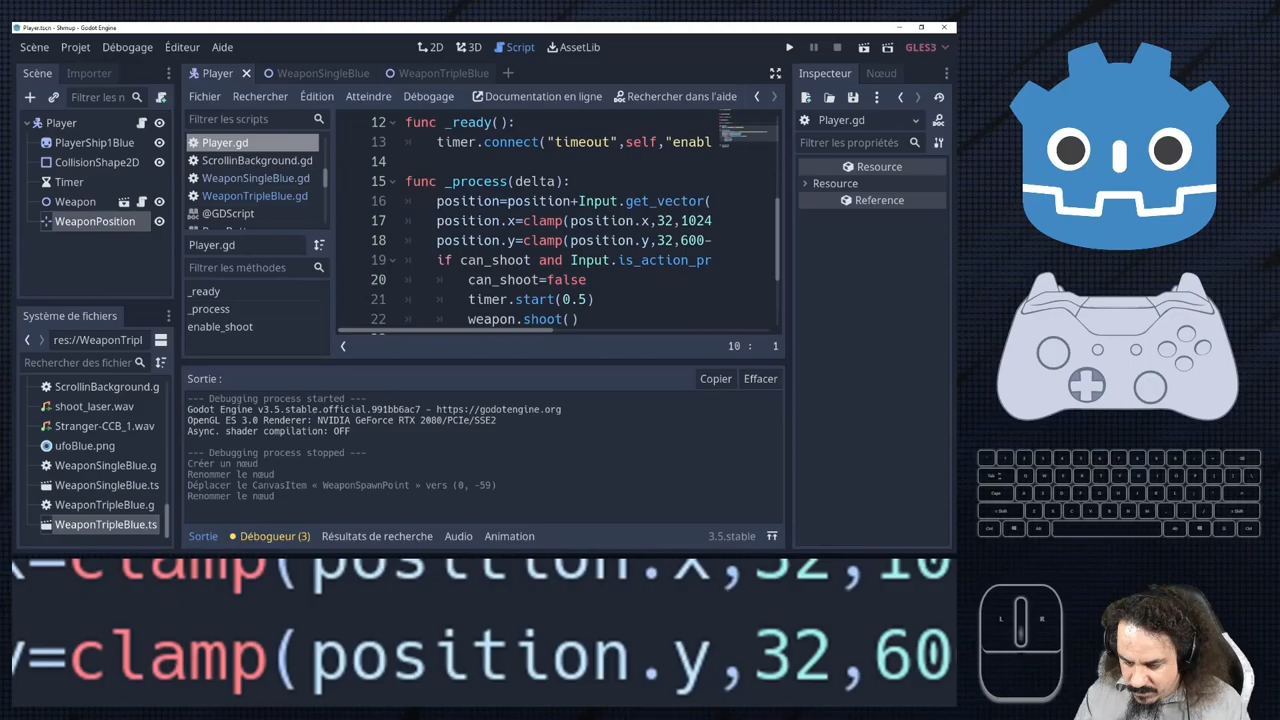 Player.tscn - Shmup - Godot Engine
Scène Projet Débogage Éditeur Aide
2D 3D Script AssetLib
GLES3
Scène Importer
Player WeaponSingleBlue WeaponTripleBlue
Inspecteur Nœud
Filtrer les n
Fichier Rechercher Édition Atteindre Débogage Documentation en ligne Rechercher dans l'aide
Player.gd
Filtrer les propriétés
Resource
Resource
Reference
Player
PlayerShip1Blue
CollisionShape2D
Timer
Weapon
WeaponPosition
Filtrer les scripts
Player.gd
ScrollinBackground.gd
WeaponSingleBlue.gd
WeaponTripleBlue.gd
@GDScript
Player.gd
Filtrer les méthodes
_ready
_process
enable_shoot
12 func _ready():
13 timer.connect("timeout",self,"enabl
14
15 func _process(delta):
16 position=position+Input.get_vector(
17 position.x=clamp(position.x,32,1024
18 position.y=clamp(position.y,32,600-
19 if can_shoot and Input.is_action_pr
20 can_shoot=false
21 timer.start(0.5)
22 weapon.shoot()
10 : 1
Système de fichiers
res://WeaponTripl
Rechercher des fichier
ScrollinBackground.g
shoot_laser.wav
Stranger-CCB_1.wav
ufoBlue.png
WeaponSingleBlue.g
WeaponSingleBlue.ts
WeaponTripleBlue.g
WeaponTripleBlue.ts
Sortie : Copier Effacer
--- Debugging process started ---
Godot Engine v3.5.stable.official.991bb6ac7 - https://godotengine.org
OpenGL ES 3.0 Renderer: NVIDIA GeForce RTX 2080/PCIe/SSE2
Async. shader compilation: OFF
--- Debugging process stopped ---
Créer un nœud
Renommer le nœud
Déplacer le CanvasItem « WeaponSpawnPoint » vers (0, -59)
Renommer le nœud
Sortie Débogueur (3) Résultats de recherche Audio Animation 3.5.stable
x=clamp(position.x,32,10
y=clamp(position.y,32,60
L R